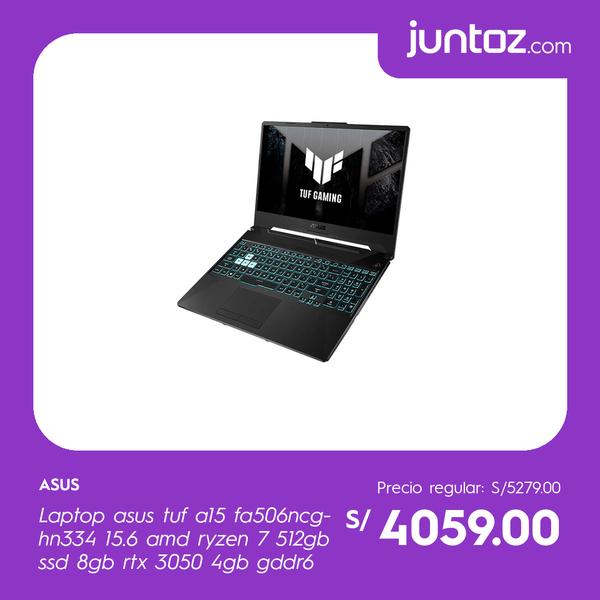 juntoz.com
TUF GAMING
ASUS
Laptop asus tuf a15 fa506ncg-
hn334 15.6 amd ryzen 7 512gb
ssd 8gb rtx 3050 4gb gddr6
Precio regular: S/5279.00
S/ 4059.00